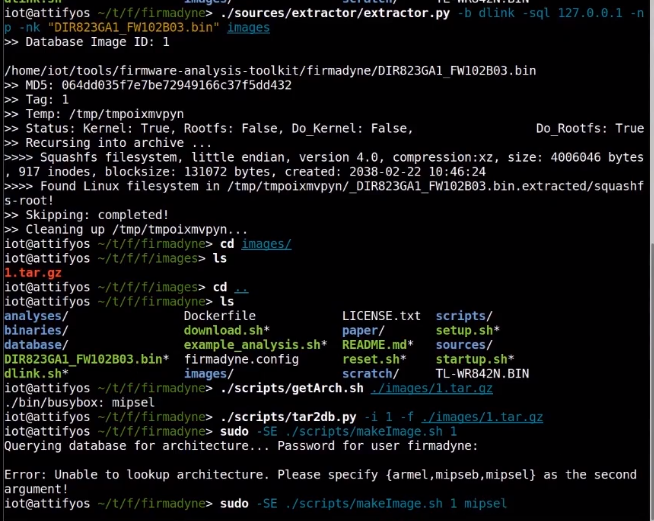 dlink.sh* images/ scratch/ TL-WR842N.BIN
iot@attifyos ~/t/f/firmadyne> ./sources/extractor/extractor.py -b dlink -sql 127.0.0.1 -n
p -nk "DIR823GA1_FW102B03.bin" images
>> Database Image ID: 1

/home/iot/tools/firmware-analysis-toolkit/firmadyne/DIR823GA1_FW102B03.bin
>> MD5: 064dd035f7e7be72949166c37f5dd432
>> Tag: 1
>> Temp: /tmp/tmpoixmvpyn
>> Status: Kernel: True, Rootfs: False, Do_Kernel: False, Do_Rootfs: True
>> Recursing into archive ...
>>>> Squashfs filesystem, little endian, version 4.0, compression:xz, size: 4006046 bytes
, 917 inodes, blocksize: 131072 bytes, created: 2038-02-22 10:46:24
>>>> Found Linux filesystem in /tmp/tmpoixmvpyn/_DIR823GA1_FW102B03.bin.extracted/squashf
s-root!
>> Skipping: completed!
>> Cleaning up /tmp/tmpoixmvpyn...
iot@attifyos ~/t/f/firmadyne> cd images/
iot@attifyos ~/t/f/f/images> ls
1.tar.gz
iot@attifyos ~/t/f/f/images> cd ..
iot@attifyos ~/t/f/firmadyne> ls
analyses/ Dockerfile LICENSE.txt scripts/
binaries/ download.sh* paper/ setup.sh*
database/ example_analysis.sh* README.md* sources/
DIR823GA1_FW102B03.bin* firmadyne.config reset.sh* startup.sh*
dlink.sh* images/ scratch/ TL-WR842N.BIN
iot@attifyos ~/t/f/firmadyne> ./scripts/getArch.sh ./images/1.tar.gz
./bin/busybox: mipsel
iot@attifyos ~/t/f/firmadyne> ./scripts/tar2db.py -i 1 -f ./images/1.tar.gz
iot@attifyos ~/t/f/firmadyne> sudo -SE ./scripts/makeImage.sh 1
Querying database for architecture... Password for user firmadyne:

Error: Unable to lookup architecture. Please specify {armel,mipseb,mipsel} as the second
argument!
iot@attifyos ~/t/f/firmadyne> sudo -SE ./scripts/makeImage.sh 1 mipsel